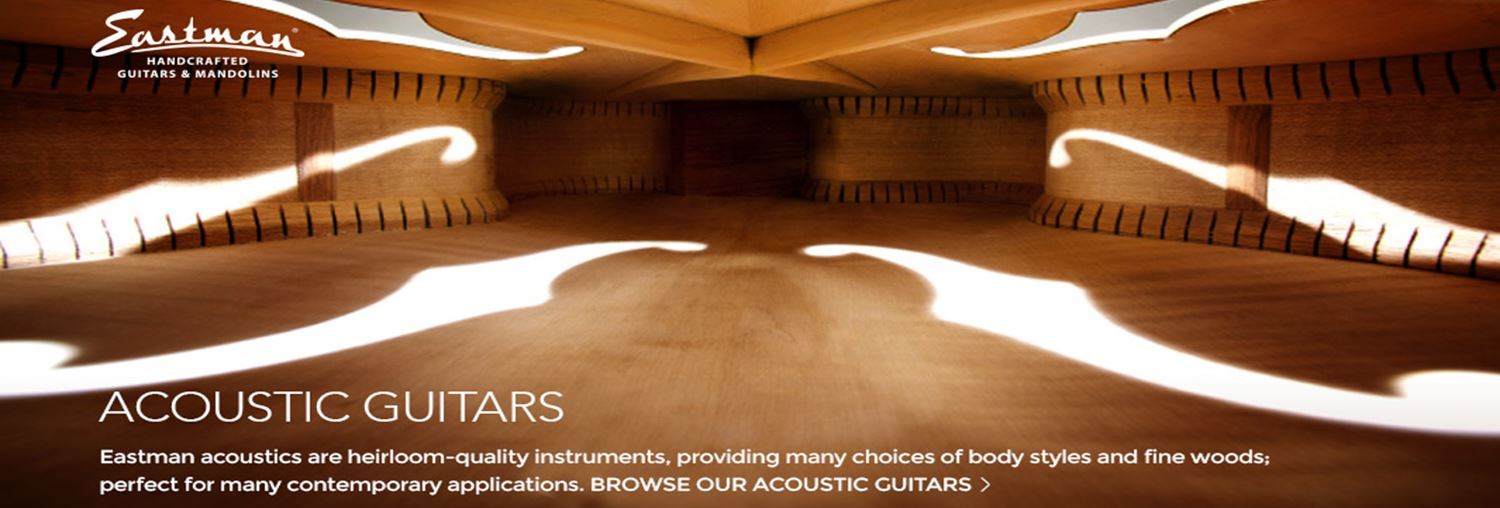 Eastman
HANDCRAFTED
GUITARS & MANDOLINS
ACOUSTIC GUITARS
Eastman acoustics are heirloom-quality instruments, providing many choices of body styles and fine woods;
perfect for many contemporary applications. BROWSE OUR ACOUSTIC GUITARS >